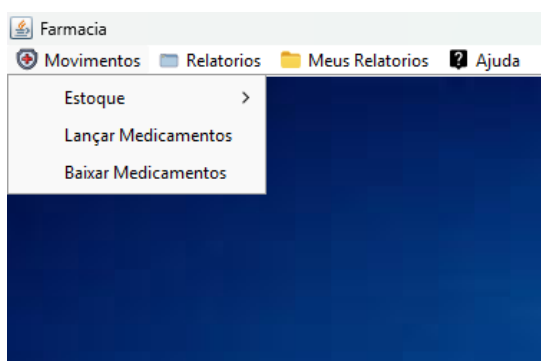 Farmacia
Movimentos Relatorios Meus Relatorios Ajuda
Estoque
Lançar Medicamentos
Baixar Medicamentos